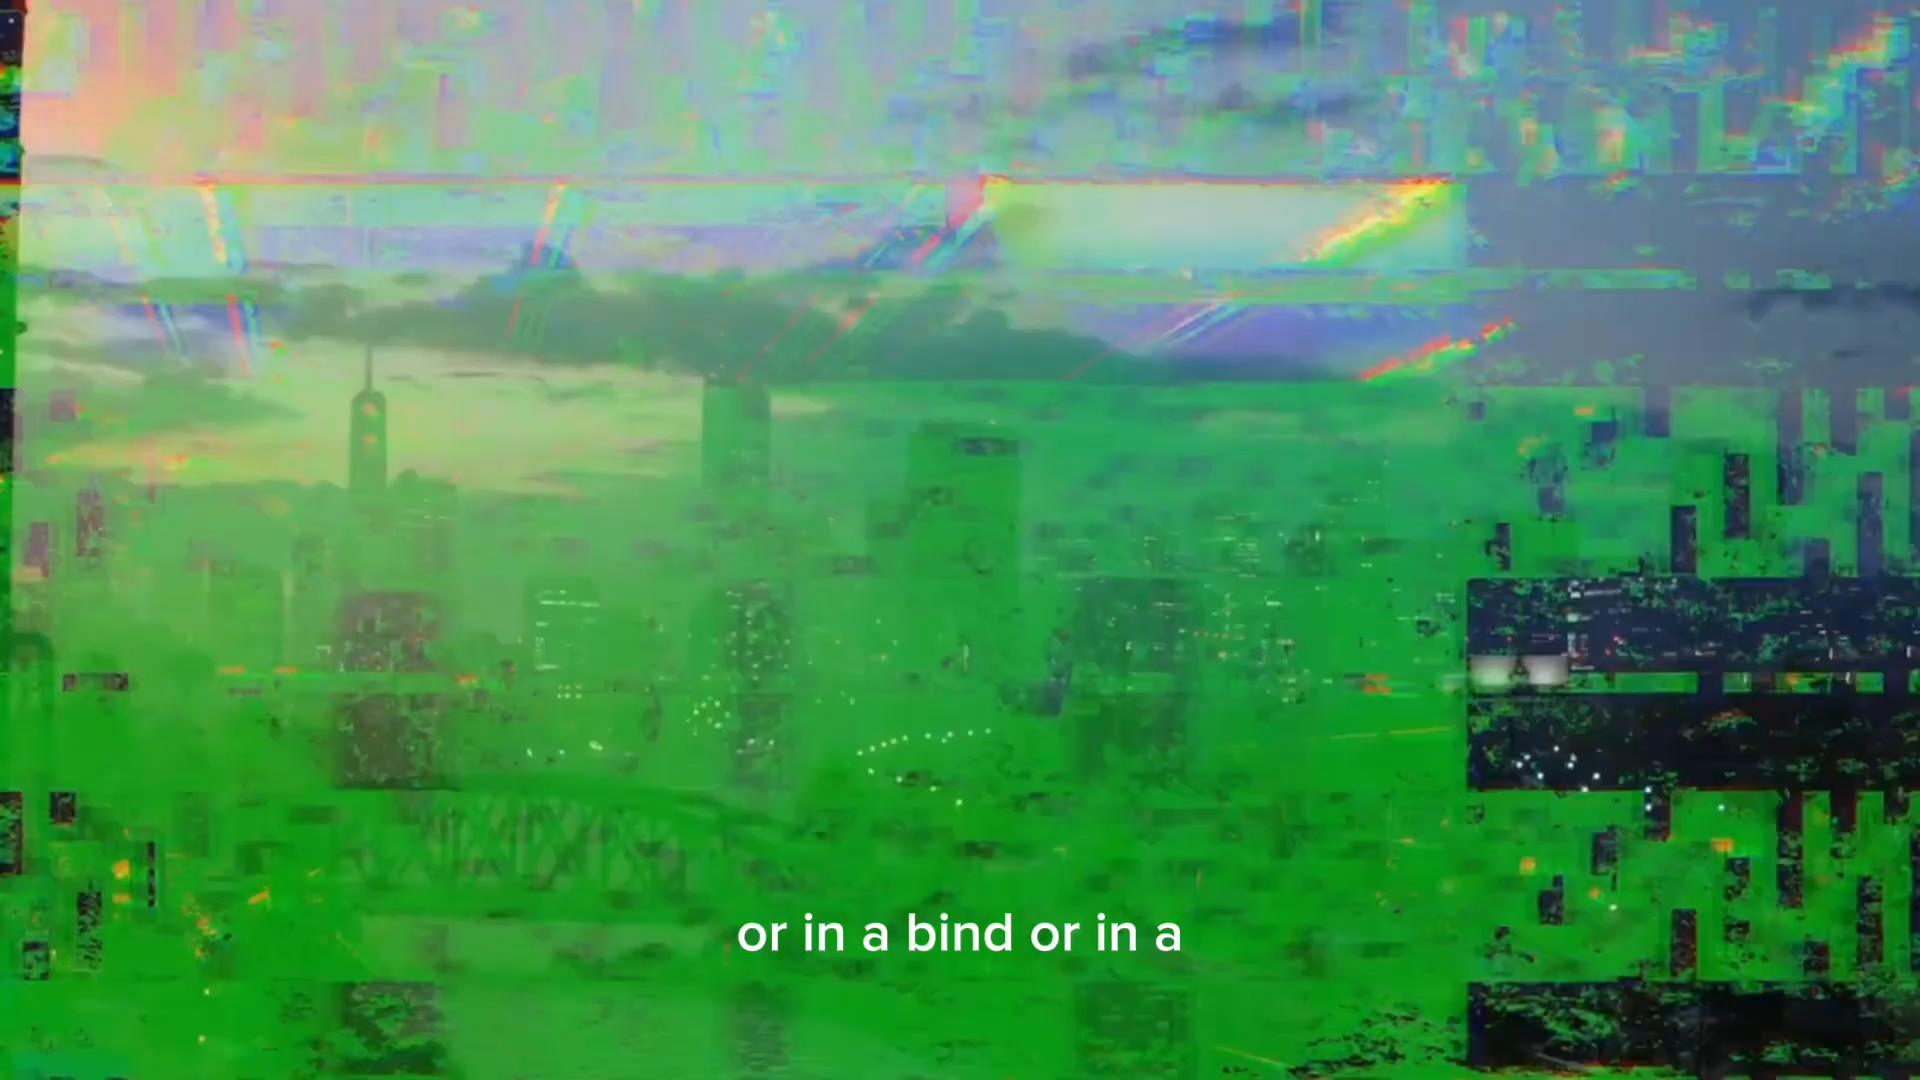 or in a bind or in a